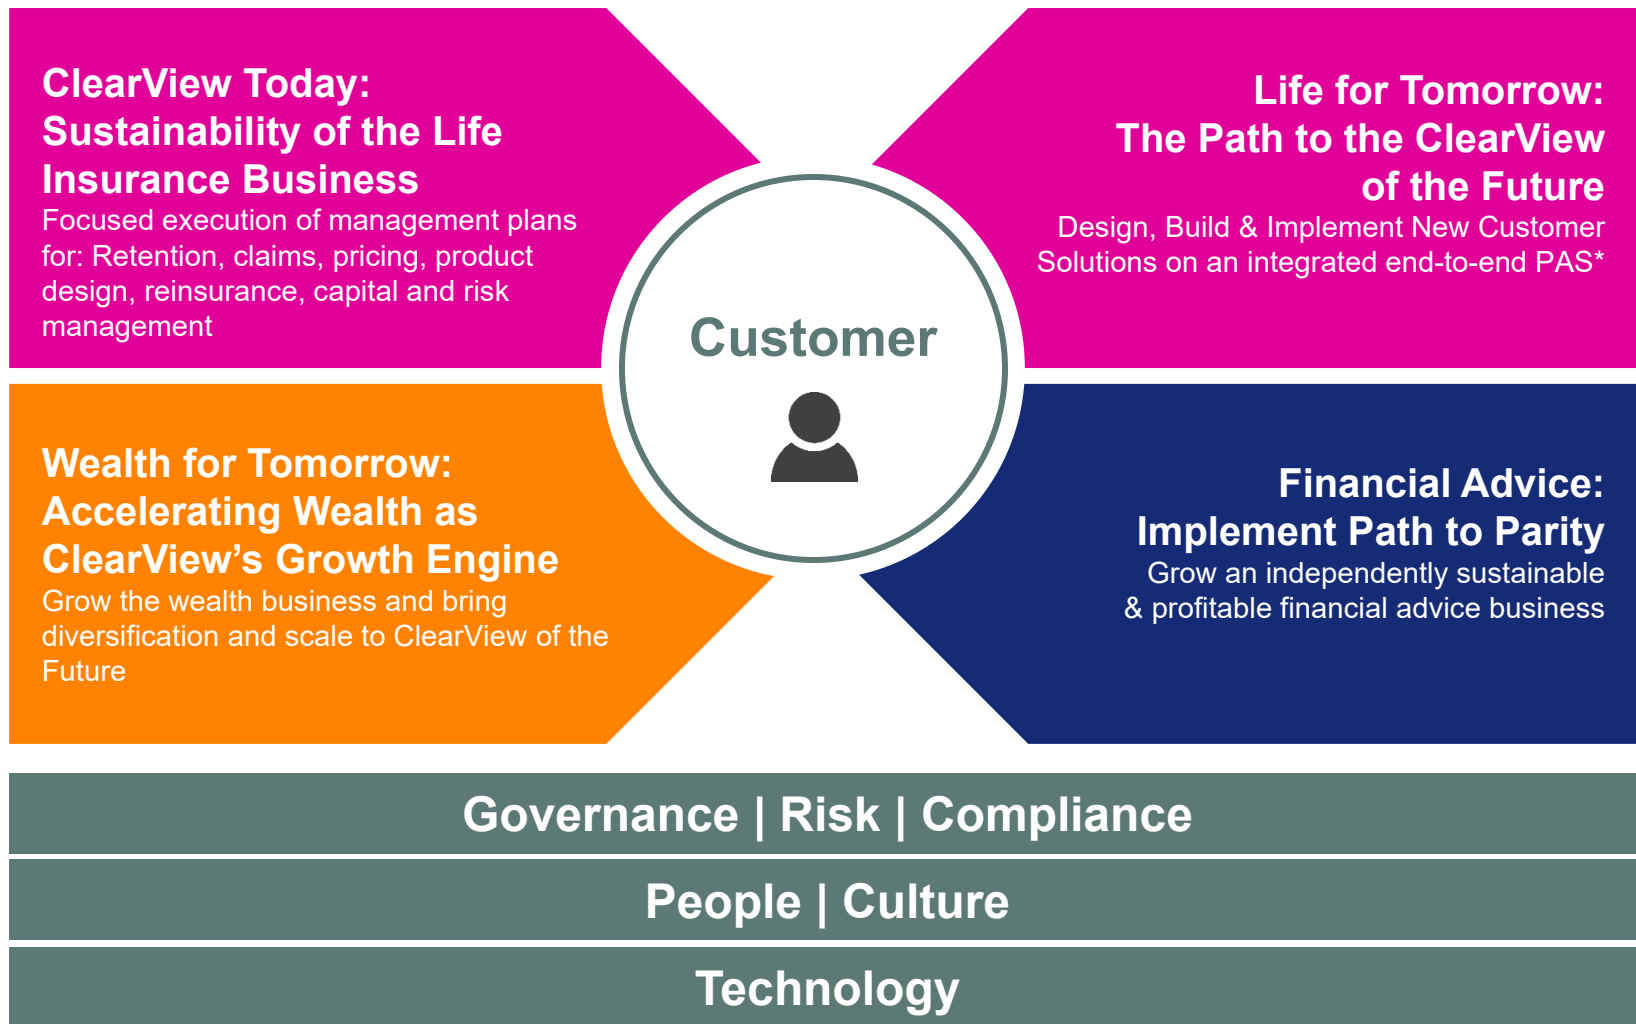 ClearView Today:
Sustainability of the Life
Insurance Business
Focused execution of management plans
for: Retention, claims, pricing, product
design, reinsurance, capital and risk
management
Life for Tomorrow:
The Path to the ClearView
of the Future
Design, Build & Implement New Customer
Solutions on an integrated end-to-end PAS*
Customer
Wealth for Tomorrow:
Accelerating Wealth as
ClearView’s Growth Engine
Grow the wealth business and bring
diversification and scale to ClearView of the
Future
Financial Advice:
Implement Path to Parity
Grow an independently sustainable
& profitable financial advice business
Governance | Risk | Compliance
People | Culture
Technology